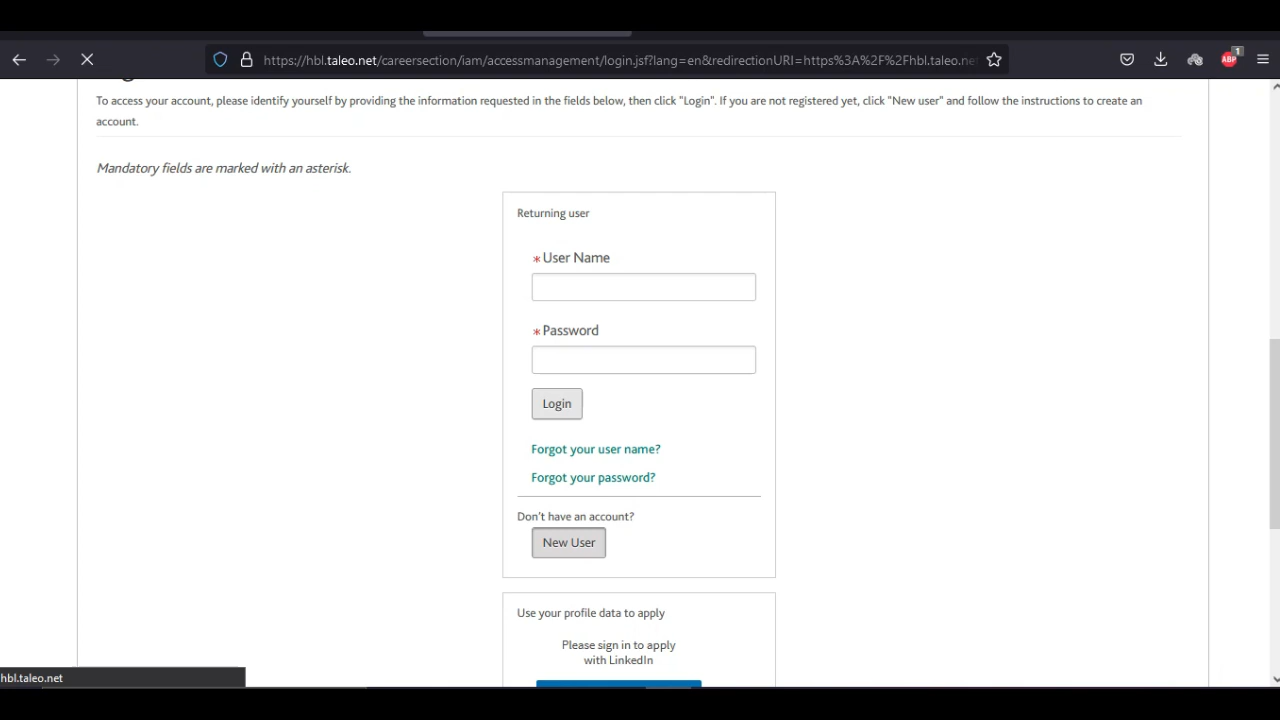 https://hbl.taleo.net/careersection/iam/accessmanagement/login.jsf?lang=en&redirectionURI=https%3A%2F%2Fhbl.taleo.ne
1
ABP
To access your account, please identify yourself by providing the information requested in the fields below, then click "Login". If you are not registered yet, click "New user" and follow the instructions to create an
account.
Mandatory fields are marked with an asterisk.
Returning user
* User Name
* Password
Login
Forgot your user name?
Forgot your password?
Don't have an account?
New User
Use your profile data to apply
Please sign in to apply
with LinkedIn
hbl.taleo.net